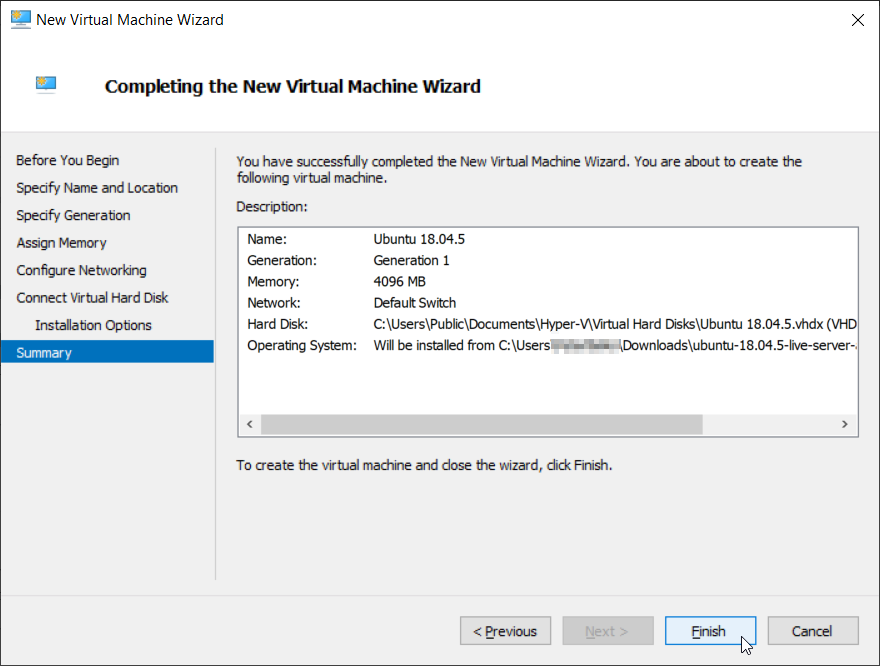 New Virtual Machine Wizard
Completing the New Virtual Machine Wizard
Before You Begin
Specify Name and Location
Specify Generation
Assign Memory
Configure Networking
Connect Virtual Hard Disk
Installation Options
Summary
You have successfully completed the New Virtual Machine Wizard. You are about to create the
following virtual machine.
Description:
Name: Ubuntu 18.04.5
Generation: Generation 1
Memory: 4096 MB
Network: Default Switch
Hard Disk: C:\Users\Public\Documents\Hyper-V\Virtual Hard Disks\Ubuntu 18.04.5.vhdx (VHD
Operating System: Will be installed from C:\Users\Downloads\ubuntu-18.04.5-live-server-
To create the virtual machine and close the wizard, click Finish.
< Previous Next > Finish Cancel